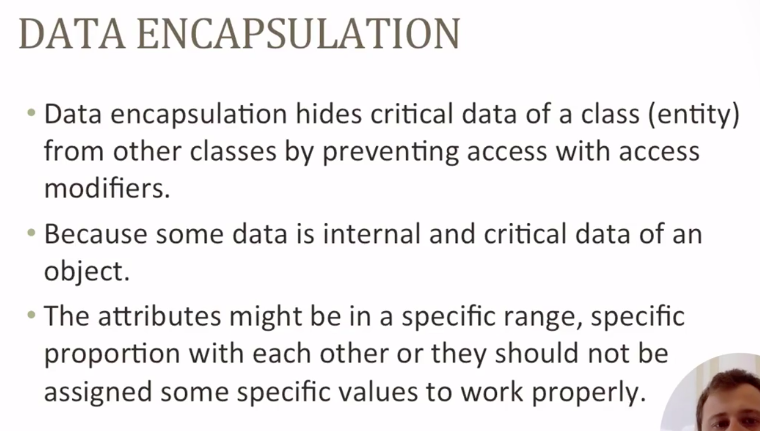 DATA ENCAPSULATION
• Data encapsulation hides critical data of a class (entity)
from other classes by preventing access with access
modifiers.
• Because some data is internal and critical data of an
object.
• The attributes might be in a specific range, specific
proportion with each other or they should not be
assigned some specific values to work properly.